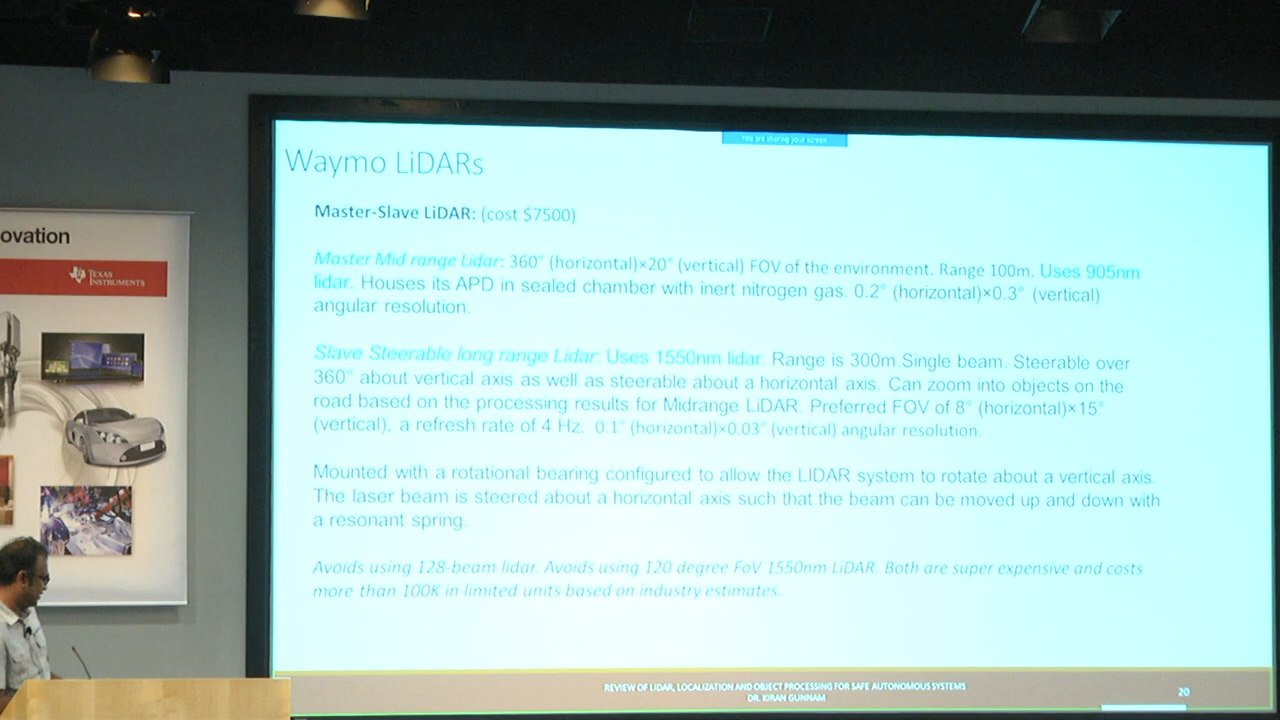 You are sharing your screen
Waymo LiDARs
Master-Slave LiDAR: (cost $7500)
Master Mid range Lidar: 360° (horizontal)×20° (vertical) FOV of the environment. Range 100m. Uses 905nm
lidar. Houses its APD in sealed chamber with inert nitrogen gas. 0.2° (horizontal)×0.3° (vertical)
angular resolution.
Slave Steerable long range Lidar: Uses 1550nm lidar. Range is 300m.Single beam. Steerable over
360° about vertical axis as well as steerable about a horizontal axis. Can zoom into objects on the
road based on the processing results for Midrange LiDAR. Preferred FOV of 8° (horizontal)×15°
(vertical), a refresh rate of 4 Hz. 0.1° (horizontal)×0.03° (vertical) angular resolution.
Mounted with a rotational bearing configured to allow the LIDAR system to rotate about a vertical axis.
The laser beam is steered about a horizontal axis such that the beam can be moved up and down with
a resonant spring.
Avoids using 128-beam lidar. Avoids using 120 degree FoV 1550nm LiDAR. Both are super expensive and costs
more than 100K in limited units based on industry estimates.
REVIEW OF LIDAR, LOCALIZATION AND OBJECT PROCESSING FOR SAFE AUTONOMOUS SYSTEMS
DR. KIRAN GUNNAM
20
ovation
TEXAS
INSTRUMENTS